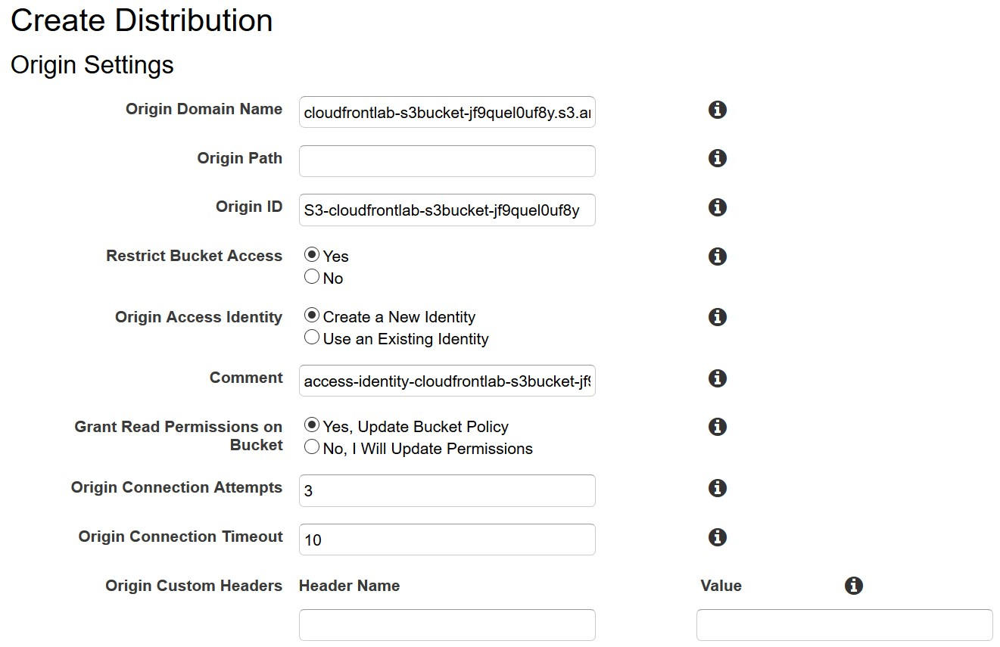 Create Distribution
Origin Settings
Origin Domain Name cloudfrontlab-s3bucket-jf9quel0uf8y.s3.a
Origin Path
Origin ID S3-cloudfrontlab-s3bucket-jf9quel0uf8y
Restrict Bucket Access Yes
No
Origin Access Identity Create a New Identity
Use an Existing Identity
Comment access-identity-cloudfrontlab-s3bucket-jf9
Grant Read Permissions on Yes, Update Bucket Policy
Bucket No, I Will Update Permissions
Origin Connection Attempts 3
Origin Connection Timeout 10
Origin Custom Headers Header Name Value